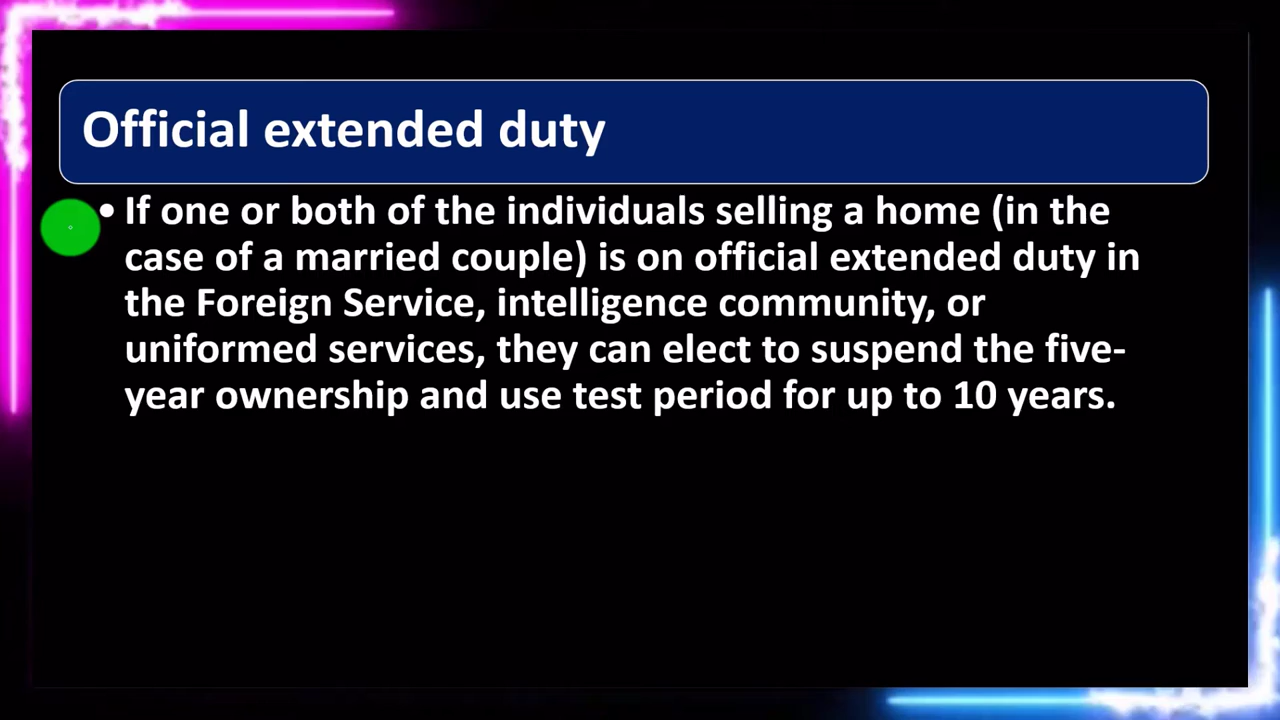 Official extended duty
• If one or both of the individuals selling a home (in the
case of a married couple) is on official extended duty in
the Foreign Service, intelligence community, or
uniformed services, they can elect to suspend the five-
year ownership and use test period for up to 10 years.